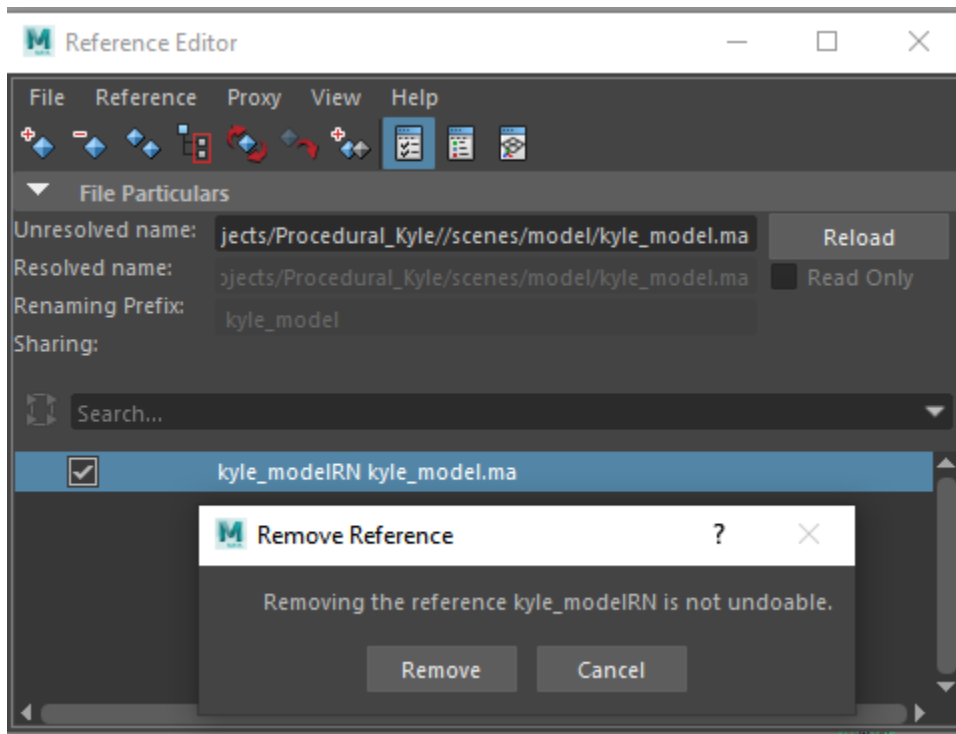 Reference Editor
File Reference Proxy View Help
File Particulars
Unresolved name: jects/Procedural_Kyle//scenes/model/kyle_model.ma Reload
Resolved name: ojects/Procedural_Kyle/scenes/model/kyle_model.ma Read Only
Renaming Prefix: kyle_model
Sharing:
Search...
kyle_modelRN kyle_model.ma
Remove Reference ?
Removing the reference kyle_modelRN is not undoable.
Remove Cancel